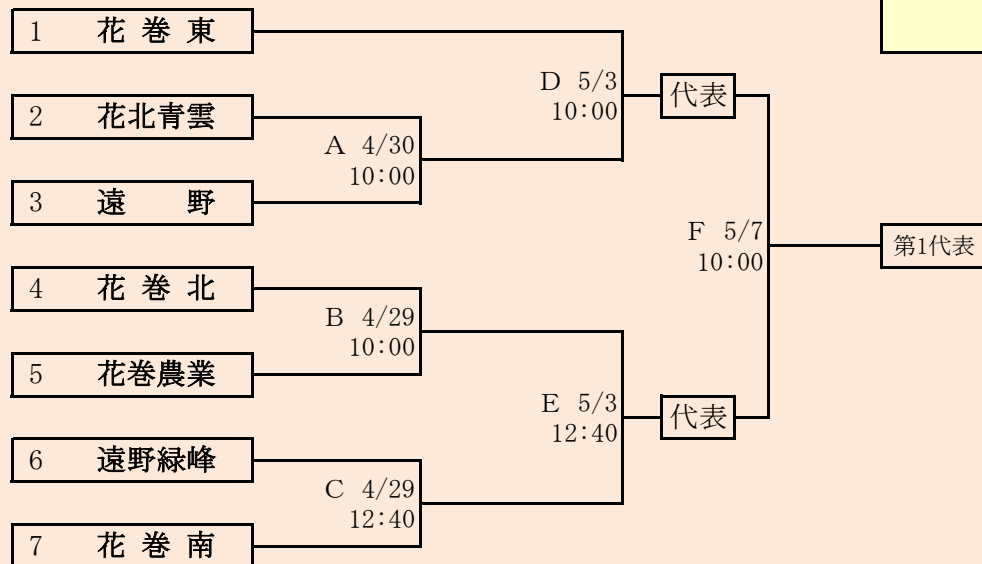 1 花巻東
D 5/3
10:00
代表
2 花北青雲
A 4/30
10:00
3 遠野
F 5/7
10:00
第1代表
4 花巻北
B 4/29
10:00
5 花巻農業
E 5/3
12:40
代表
6 遠野緑峰
C 4/29
12:40
7 花巻南